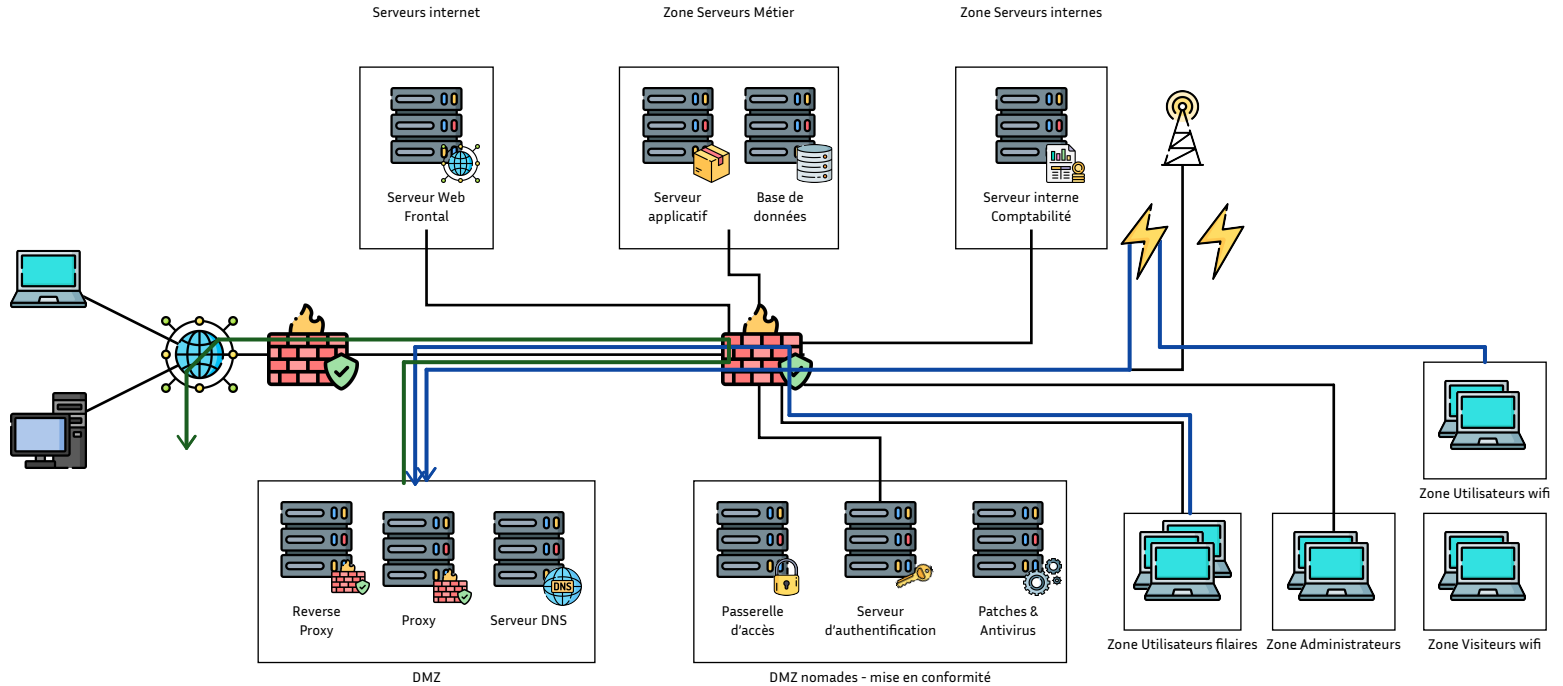 Serveurs internet
Zone Serveurs Métier
Zone Serveurs internes
Serveur Web
Frontal
Serveur
applicatif
Base de
données
Serveur interne
Comptabilité
Zone Utilisateurs wifi
DNS
Reverse
Proxy
Proxy
Serveur DNS
Passerelle
d'accès
Serveur
d'authentification
Patches &
Antivirus
Zone Utilisateurs filaires
Zone Administrateurs
Zone Visiteurs wifi
DMZ
DMZ nomades - mise en conformité